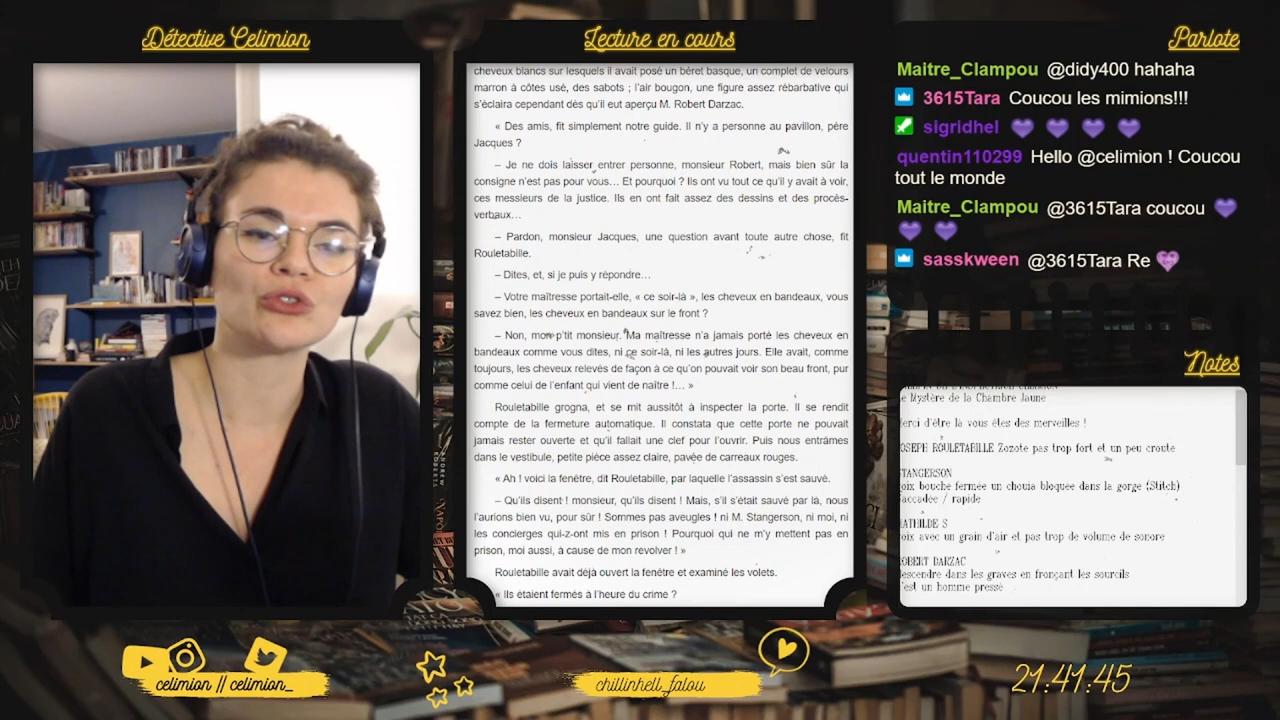 Détective Celimion
Lecture en cours
cheveux blancs sur lesquels il avait posé un béret basque, un complet de velours
marron à côtes usé, des sabots ; l'air bougon, une figure assez rébarbative qui
s'éclaira cependant dès qu'il eut aperçu M. Robert Darzac.
« Des amis, fit simplement notre guide. Il n'y a personne au pavillon, père
Jacques ?
– Je ne dois laisser entrer personne, monsieur Robert, mais bien sûr la
consigne n'est pas pour vous… Et pourquoi ? Ils ont vu tout ce qu'il y avait à voir,
ces messieurs de la justice. Ils en ont fait assez des dessins et des procès-
verbaux…
– Pardon, monsieur Jacques, une question avant toute autre chose, fit
Rouletabille.
– Dites, et, si je puis y répondre…
– Votre maîtresse portait-elle, « ce soir-là », les cheveux en bandeaux, vous
savez bien, les cheveux en bandeaux sur le front ?
– Non, mon p'tit monsieur. Ma maîtresse n'a jamais porté les cheveux en
bandeaux comme vous dites, ni ce soir-là, ni les autres jours. Elle avait, comme
toujours, les cheveux relevés de façon à ce qu'on pouvait voir son beau front, pur
comme celui de l'enfant qui vient de naître !… »
Rouletabille grogna, et se mit aussitôt à inspecter la porte. Il se rendit
compte de la fermeture automatique. Il constata que cette porte ne pouvait
jamais rester ouverte et qu'il fallait une clef pour l'ouvrir. Puis nous entrâmes
dans le vestibule, petite pièce assez claire, pavée de carreaux rouges.
« Ah ! voici la fenêtre, dit Rouletabille, par laquelle l'assassin s'est sauvé.
– Qu'ils disent ! monsieur, qu'ils disent ! Mais, s'il s'était sauvé par là, nous
l'aurions bien vu, pour sûr ! Sommes pas aveugles ! ni M. Stangerson, ni moi, ni
les concierges qui-z-ont mis en prison ! Pourquoi qui ne m'y mettent pas en
prison, moi aussi, à cause de mon revolver ! »
Rouletabille avait déjà ouvert la fenêtre et examiné les volets.
« Ils étaient fermés à l'heure du crime ?
Parlote
Maitre_Clampou @didy400 hahaha
3615Tara Coucou les mimions!!!
sigridhel
quentin110299 Hello @celimion ! Coucou
tout le monde
Maitre_Clampou @3615Tara coucou
sasskween @3615Tara Re
Notes
e Mystère de la Chambre Jaune
erci d'être là vous êtes des merveilles !
OSEPH ROULETABILLE Zozote pas trop fort et un peu croute
TANGERSON
oix bouche fermée un chouia bloquée dans la gorge (Stitch)
accadée / rapide
ATHILDE S
oix avec un grain d'air et pas trop de volume de sonore
OBERT DARZAC
escendre dans les graves en fronçant les sourcils
'est un homme pressé
celimion // celimion_
chillinhell_falou
21:41:45